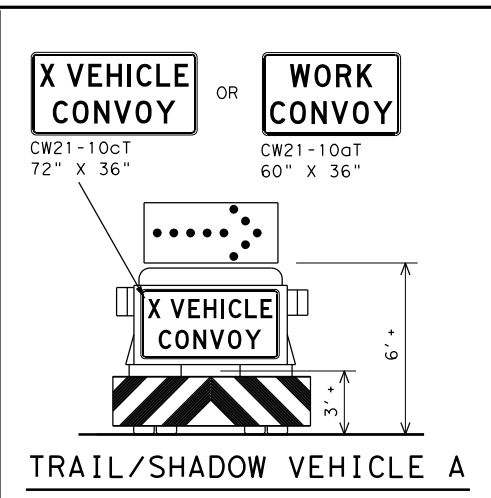 X VEHICLE
CONVOY
OR
WORK
CONVOY
CW21-10cT
72" X 36"
CW21-10aT
60" X 36"
X VEHICLE
CONVOY
6' +
3' +
TRAIL/SHADOW VEHICLE A